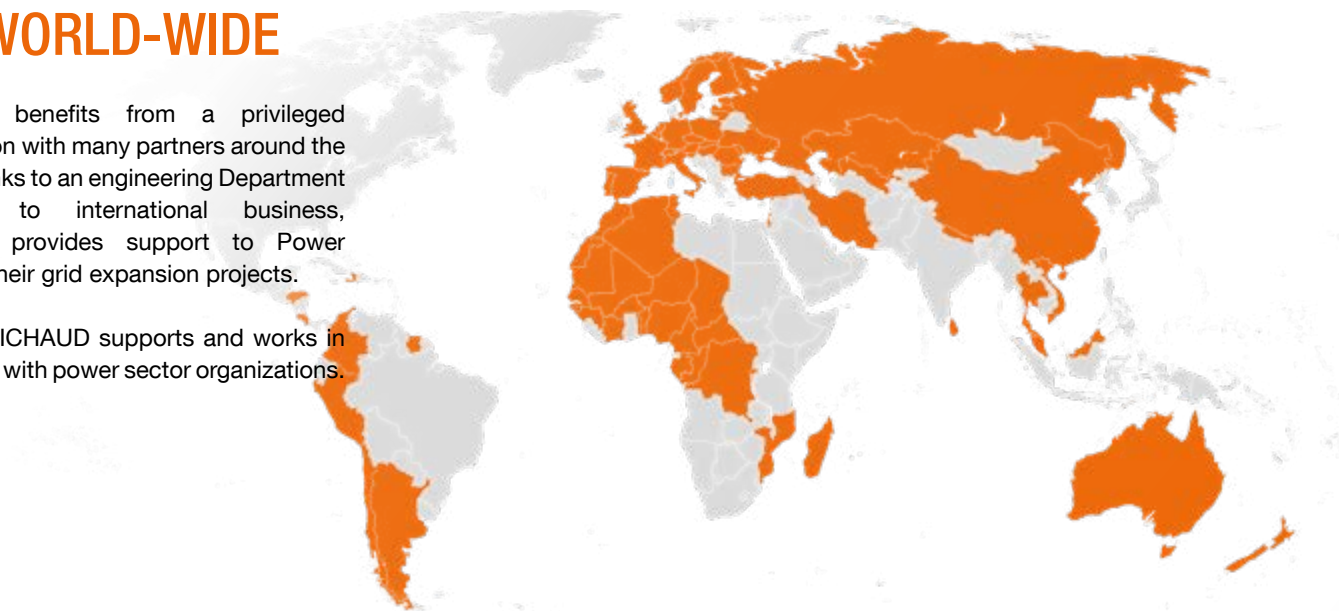 WORLD-WIDE
benefits from a privileged
on with many partners around the
nks to an engineering Department
to international business,
provides support to Power
heir grid expansion projects.
ICHAUD supports and works in
with power sector organizations.